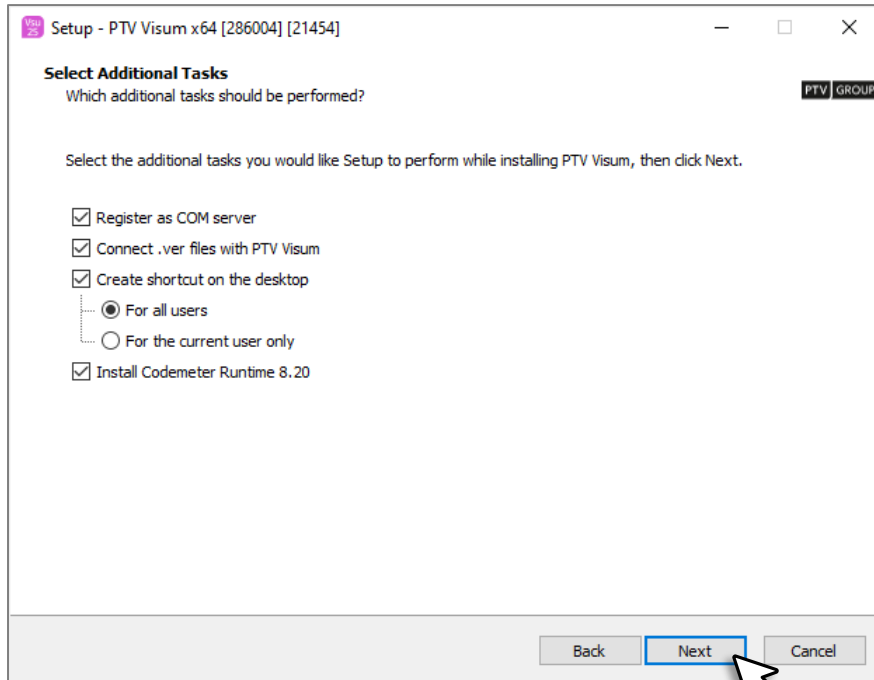 Vsu
25
Setup - PTV Visum x64 [286004] [21454]
Select Additional Tasks
Which additional tasks should be performed?
PTV GROUP
Select the additional tasks you would like Setup to perform while installing PTV Visum, then click Next.
Register as COM server
Connect .ver files with PTV Visum
Create shortcut on the desktop
For all users
For the current user only
Install Codemeter Runtime 8.20
Back Next Cancel